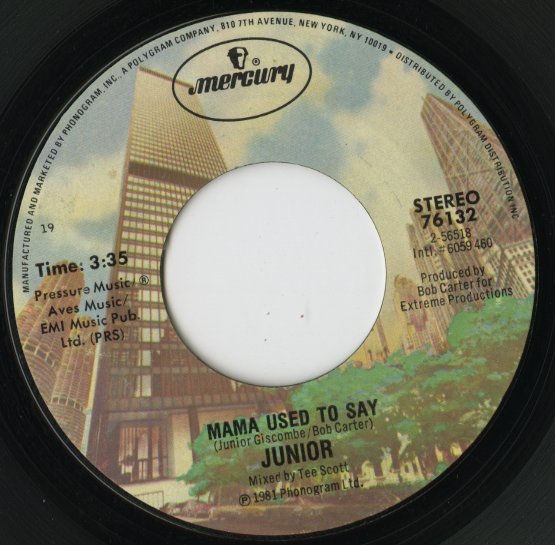 MANUFACTURED AND MARKETED BY PHONOGRAM, INC., A POLYGRAM COMPANY, 810 7TH AVENUE, NEW YORK, NY 10019 • DISTRIBUTED BY POLYGRAM DISTRIBUTION INC.
mercury®
19
STEREO
76132
2-56518
Intl. #6059 460
Time: 3:35
Pressure Music/®
Aves Music/
EMI Music Pub.
Ltd. (PRS)
Produced by
Bob Carter for
Extreme Productions
MAMA USED TO SAY
(Junior Giscombe/Bob Carter)
JUNIOR
Mixed by Tee Scott
℗ 1981 Phonogram Ltd.